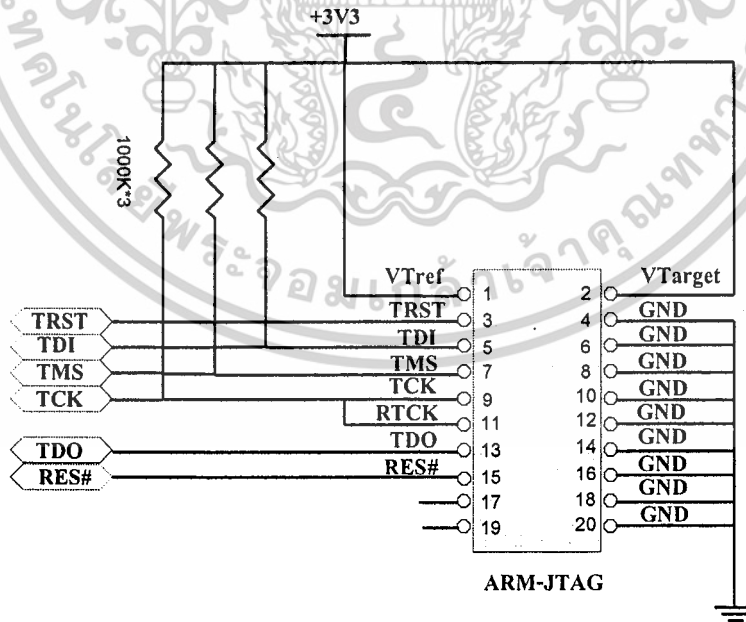 +3V3
1000K*3
VTref
1
2
VTarget
TRST
TRST
3
4
GND
TDI
TDI
5
6
GND
TMS
TMS
7
8
GND
TCK
TCK
9
10
GND
RTCK
11
12
GND
TDO
TDO
13
14
GND
RES#
RES#
15
16
GND
17
18
GND
19
20
GND
ARM-JTAG